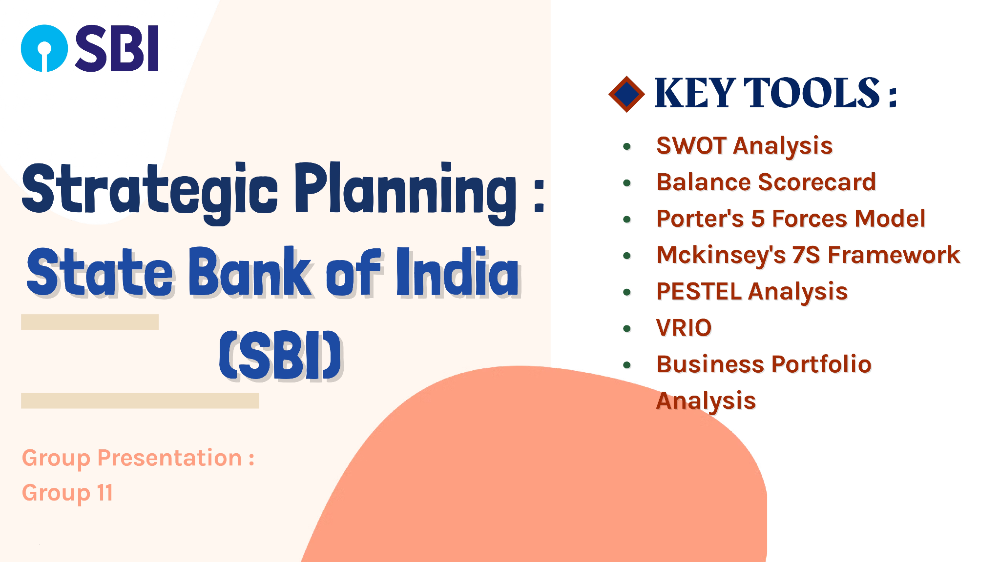 SBI
Strategic Planning :
State Bank of India
(SBI)
Group Presentation :
Group 11
KEY TOOLS :
• SWOT Analysis
• Balance Scorecard
• Porter's 5 Forces Model
• Mckinsey's 7S Framework
• PESTEL Analysis
• VRIO
• Business Portfolio
Analysis